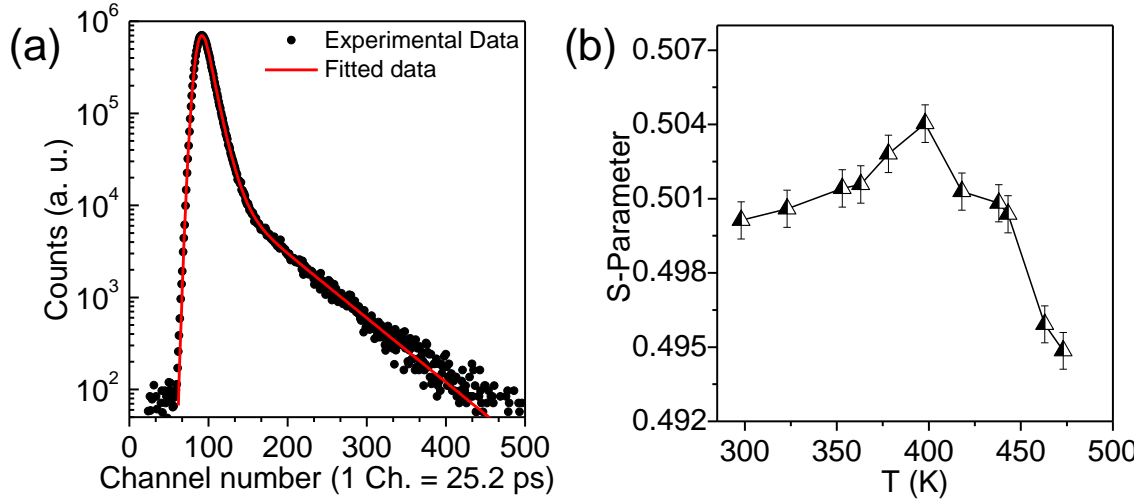 (a)
Experimental Data
Fitted data
Counts (a. u.)
10^6
10^5
10^4
10^3
10^2
0 100 200 300 400 500
Channel number (1 Ch. = 25.2 ps)
(b)
S-Parameter
0.507
0.504
0.501
0.498
0.495
0.492
300 350 400 450 500
T (K)